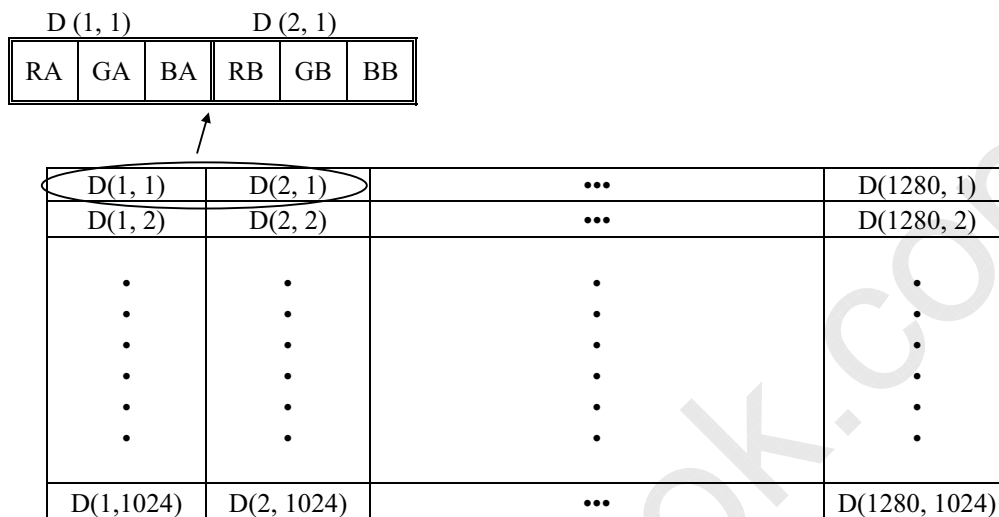 D (1, 1) D (2, 1)
RA GA BA RB GB BB
D(1, 1) D(2, 1) ••• D(1280, 1)
D(1, 2) D(2, 2) ••• D(1280, 2)
D(1,1024) D(2, 1024) ••• D(1280, 1024)